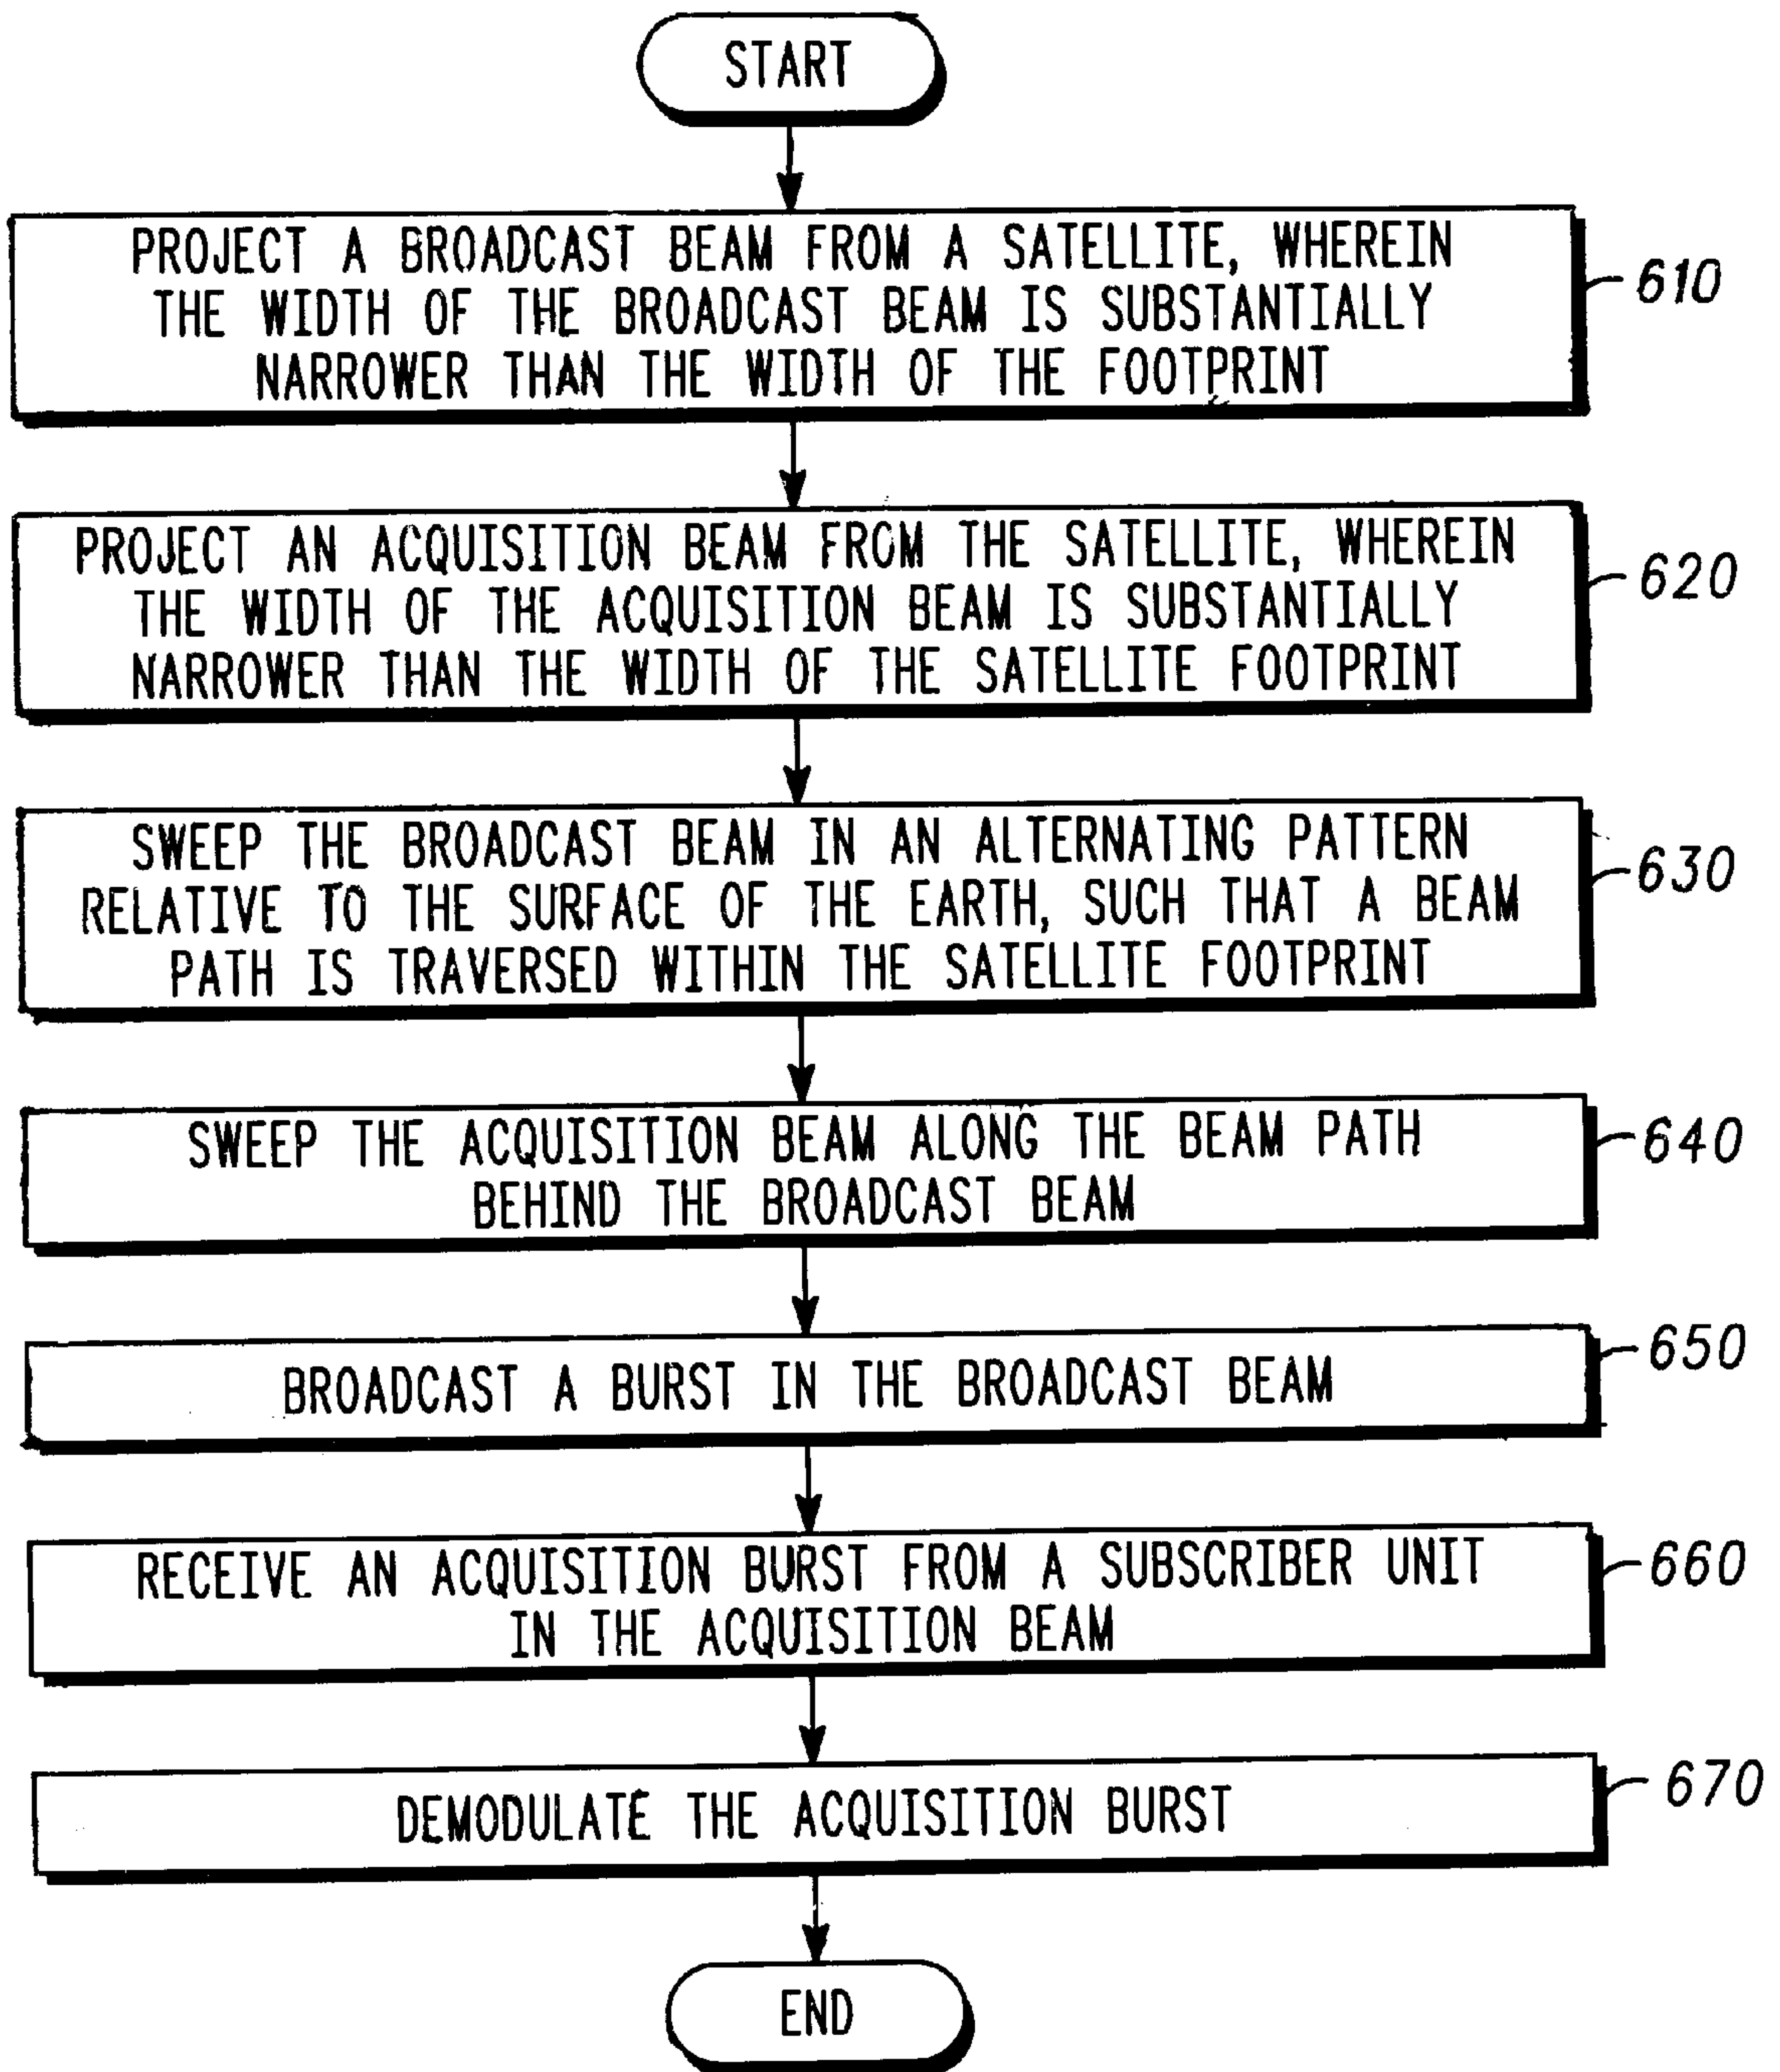 START
PROJECT A BROADCAST BEAM FROM A SATELLITE, WHEREIN
THE WIDTH OF THE BROADCAST BEAM IS SUBSTANTIALLY
NARROWER THAN THE WIDTH OF THE FOOTPRINT
610
PROJECT AN ACQUISITION BEAM FROM THE SATELLITE, WHEREIN
THE WIDTH OF THE ACQUISITION BEAM IS SUBSTANTIALLY
NARROWER THAN THE WIDTH OF THE SATELLITE FOOTPRINT
620
SWEEP THE BROADCAST BEAM IN AN ALTERNATING PATTERN
RELATIVE TO THE SURFACE OF THE EARTH, SUCH THAT A BEAM
PATH IS TRAVERSED WITHIN THE SATELLITE FOOTPRINT
630
SWEEP THE ACQUISITION BEAM ALONG THE BEAM PATH
BEHIND THE BROADCAST BEAM
640
BROADCAST A BURST IN THE BROADCAST BEAM
650
RECEIVE AN ACQUISITION BURST FROM A SUBSCRIBER UNIT
IN THE ACQUISITION BEAM
660
DEMODULATE THE ACQUISITION BURST
670
END